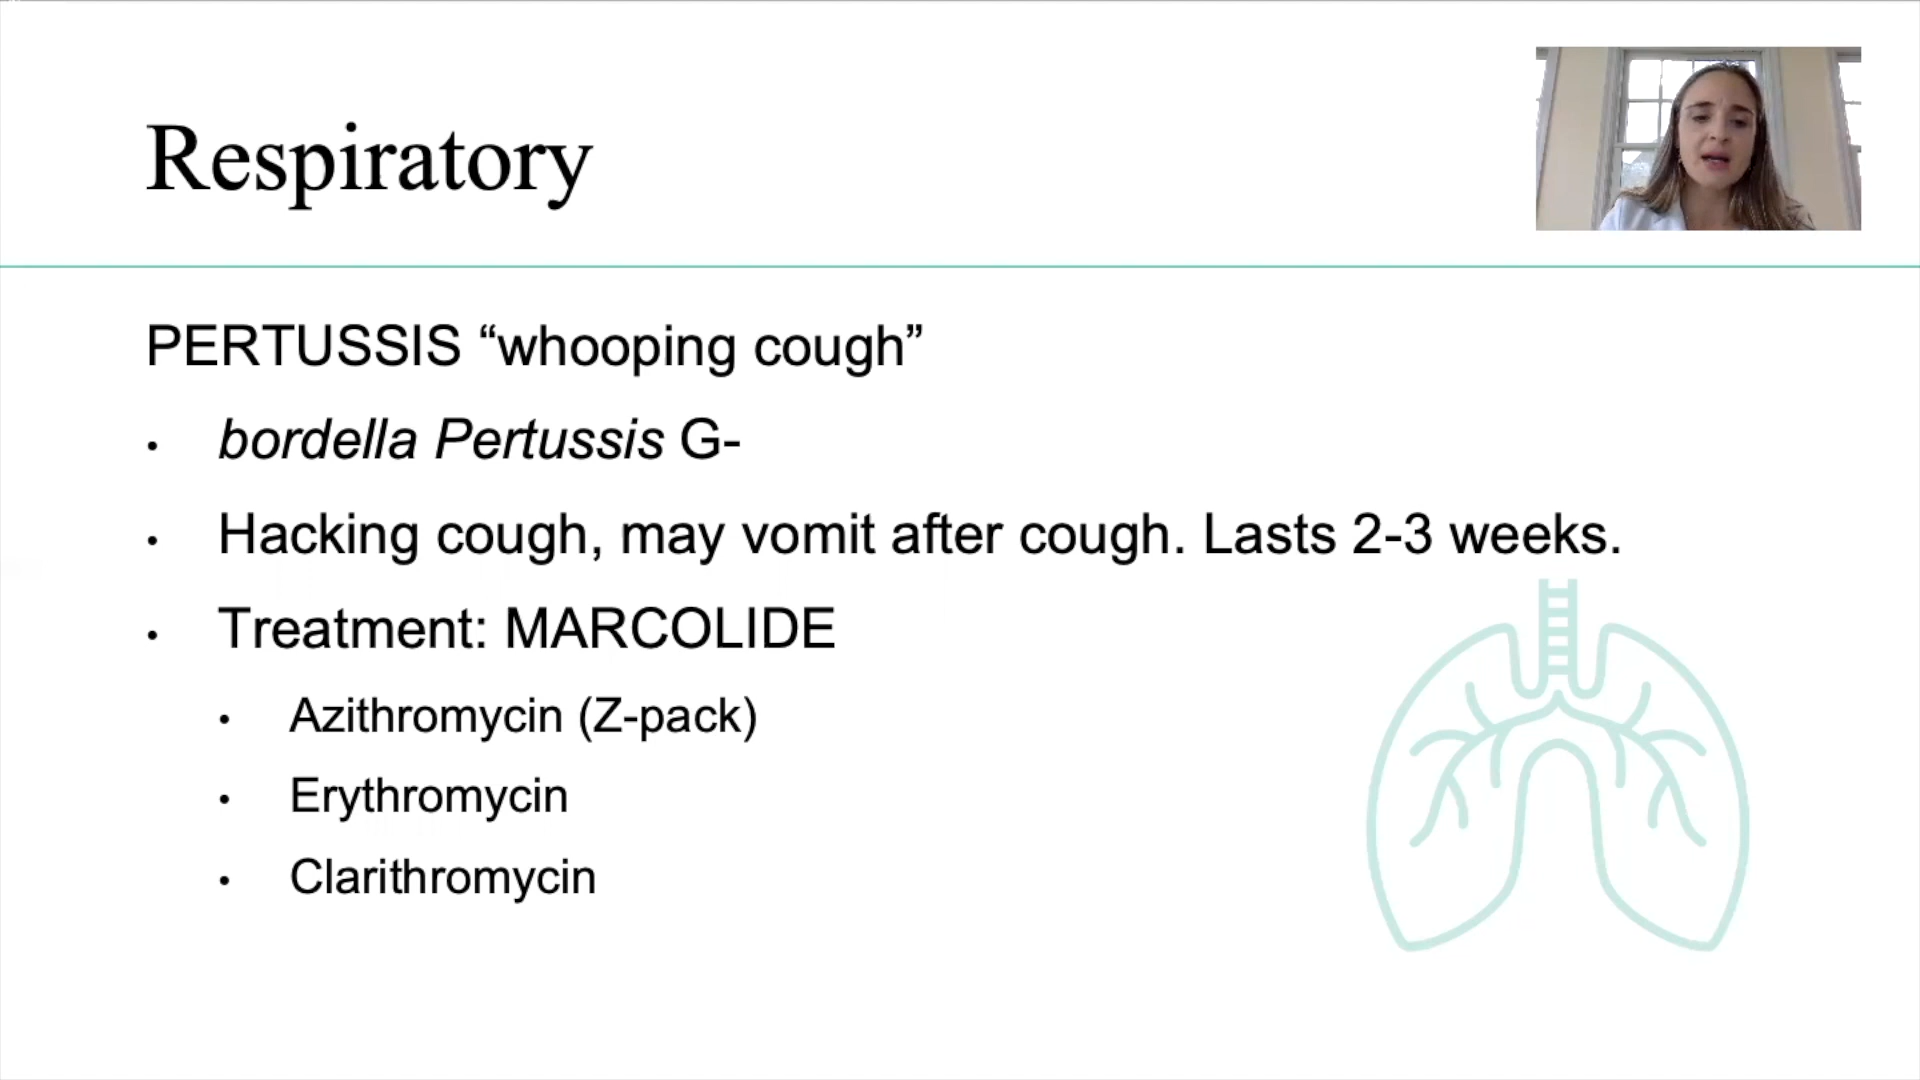 Respiratory
PERTUSSIS “whooping cough”
• bordella Pertussis G-
• Hacking cough, may vomit after cough. Lasts 2-3 weeks.
• Treatment: MARCOLIDE
• Azithromycin (Z-pack)
• Erythromycin
• Clarithromycin